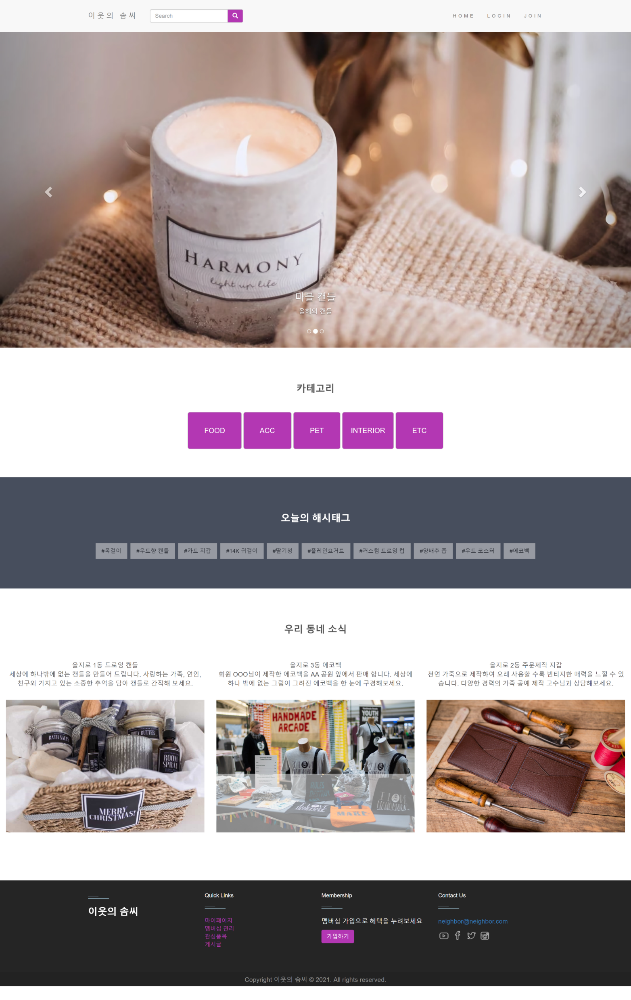 이웃의 솜씨
Search
HOME LOGIN JOIN
HARMONY
light up life
마블 캔들
올해의 캔들
카테고리
FOOD ACC PET INTERIOR ETC
오늘의 해시태그
#목걸이 #우드향 캔들 #카드 지갑 #14K 귀걸이 #딸기청 #플레인요거트 #커스텀 드로잉 컵 #양배추 즙 #우드 코스터 #에코백
우리 동네 소식
을지로 1동 드로잉 캔들
세상에 하나밖에 없는 캔들을 만들어 드립니다. 사랑하는 가족, 연인,
친구와 가지고 있는 소중한 추억을 담아 캔들로 간직해 보세요.
을지로 3동 에코백
회원 OOO님이 제작한 에코백을 AA 공원 앞에서 판매 합니다. 세상에
하나 밖에 없는 그림이 그려진 에코백을 한 눈에 구경해보세요.
을지로 2동 주문제작 지갑
천연 가죽으로 제작하여 오래 사용할 수록 빈티지한 매력을 느낄 수 있
습니다. 다양한 경력의 가죽 공예 제작 고수님과 상담해보세요.
BATH SALTS
BODY BUTTER
ROOM
SPRAY
MERRY
CHRISTMAS!
HANDMADE
ARCADE
YOUTH
I LOVE
HANDMADE
RULES
I LOVE
HANDMADE
MAKE
I LOVE
HANDMADE
이웃의 솜씨
Quick Links
마이페이지
멤버십 관리
관심품목
게시글
Membership
멤버십 가입으로 혜택을 누려보세요
가입하기
Contact Us
neighbor@neighbor.com
Copyright 이웃의 솜씨 © 2021. All rights reserved.